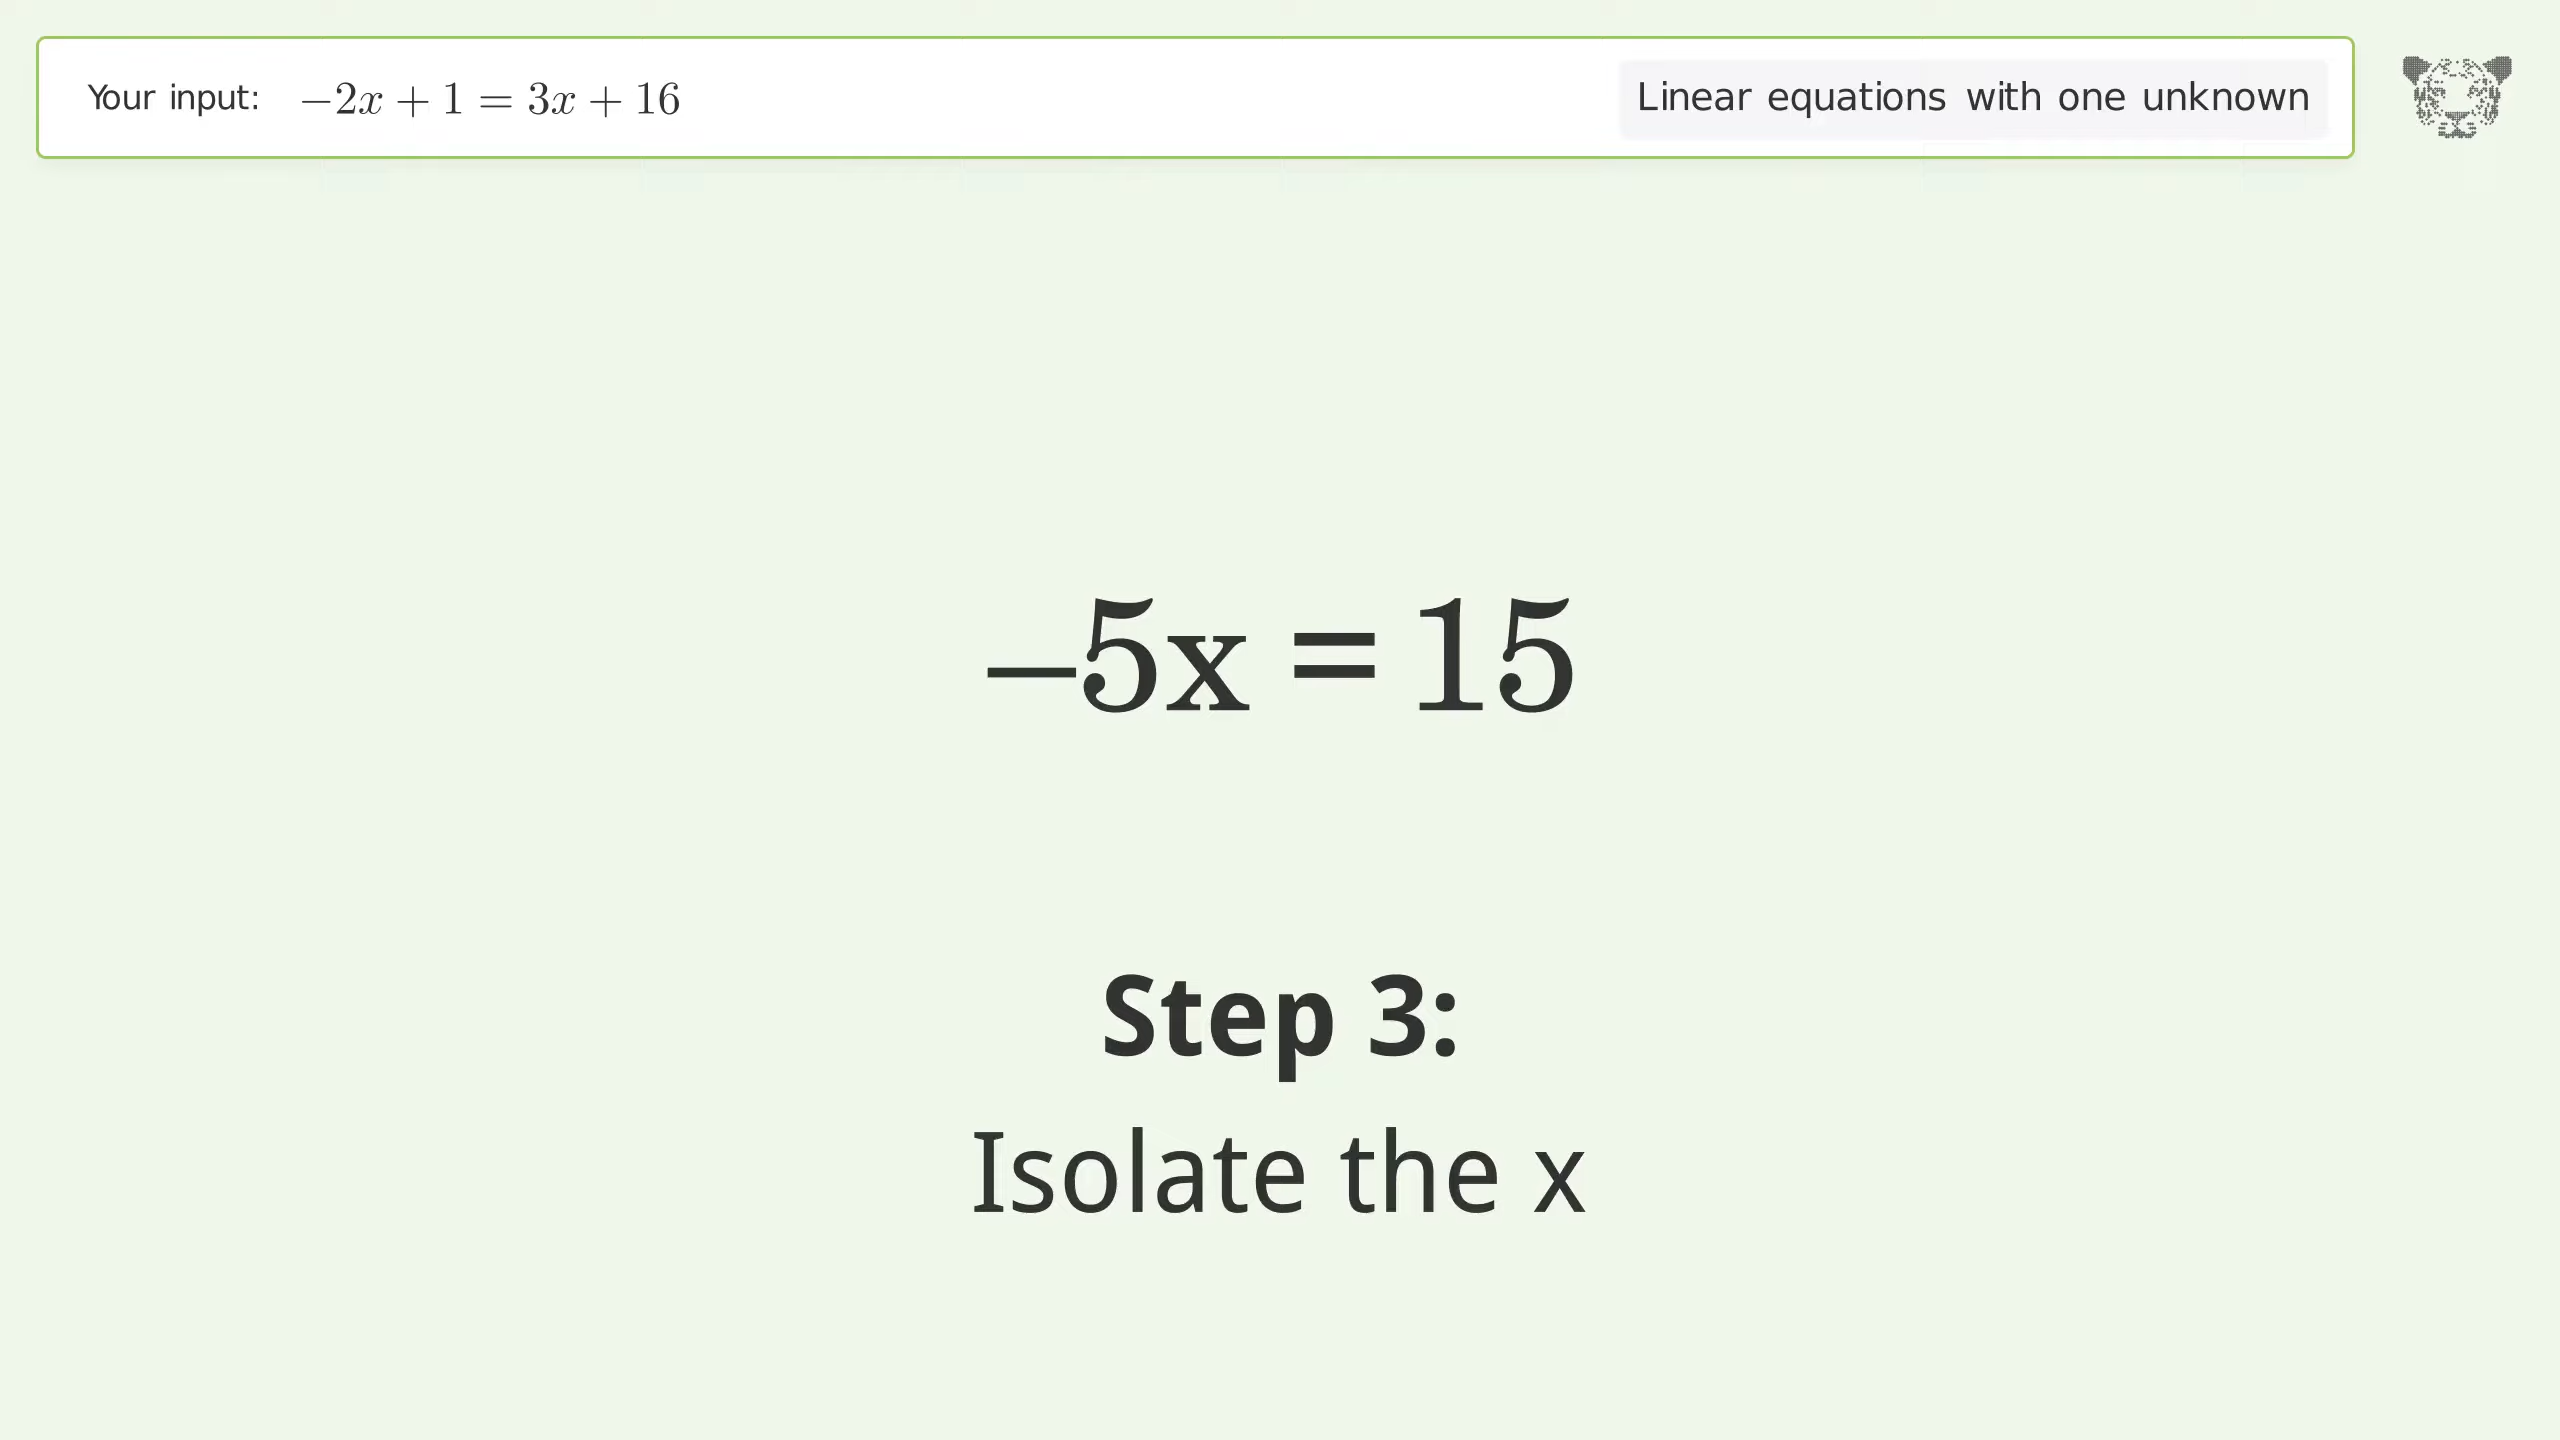 Your input: −2x + 1 = 3x + 16
Linear equations with one unknown
–5x = 15
Step 3:
Isolate the x